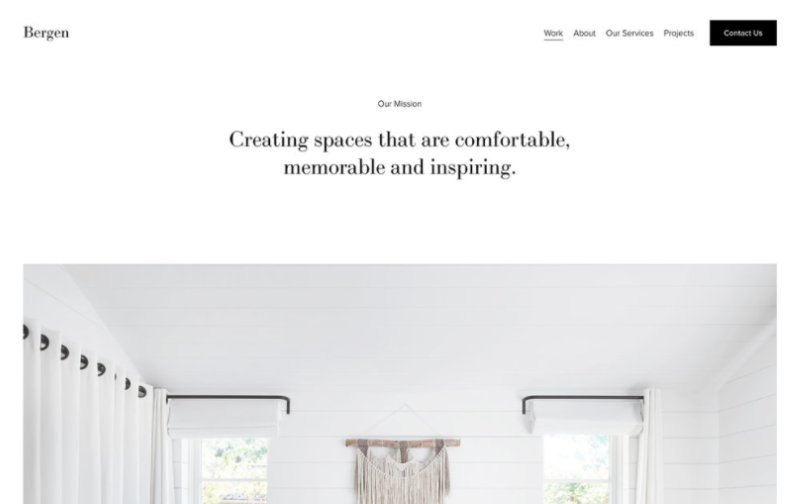 Bergen
Work About Our Services Projects Contact Us
Our Mission
Creating spaces that are comfortable,
memorable and inspiring.